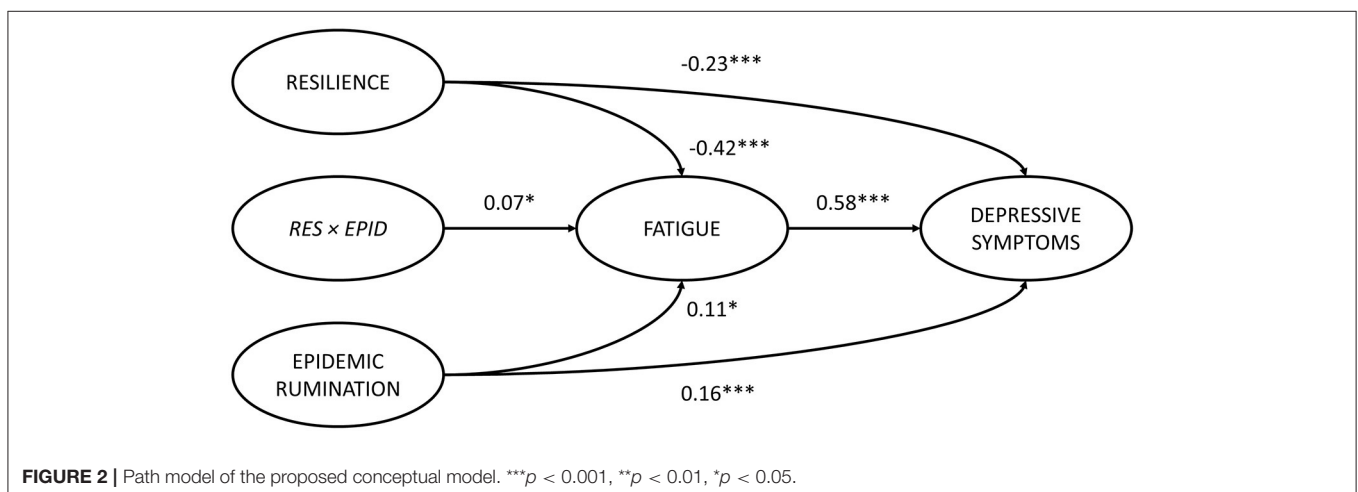 RESILIENCE
-0.23***
-0.42***
RES × EPID
0.07*
FATIGUE
0.58***
DEPRESSIVE
SYMPTOMS
0.11*
EPIDEMIC
RUMINATION
0.16***
FIGURE 2 | Path model of the proposed conceptual model. ***p < 0.001, **p < 0.01, *p < 0.05.